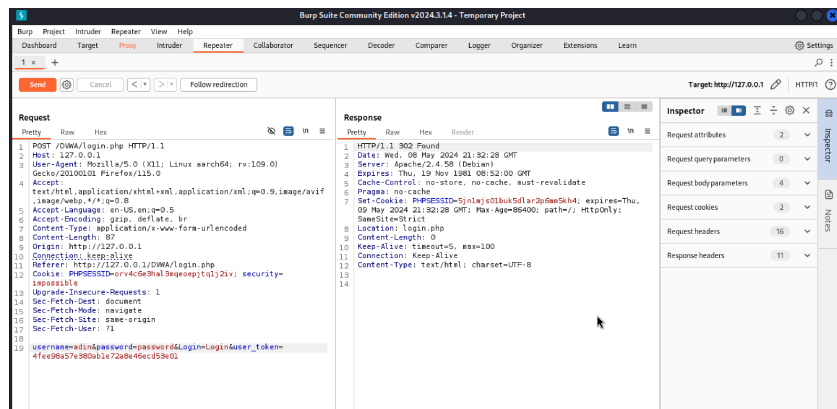 Burp Suite Community Edition v2024.3.1.4 - Temporary Project
Burp Project Intruder Repeater View Help
Dashboard Target Proxy Intruder Repeater Collaborator Sequencer Decoder Comparer Logger Organizer Extensions Learn Settings
1 × +
Send Cancel < > Follow redirection Target: http://127.0.0.1 HTTP/1
Request
Pretty Raw Hex \n
1 POST /DVWA/login.php HTTP/1.1
2 Host: 127.0.0.1
3 User-Agent: Mozilla/5.0 (X11; Linux aarch64; rv:109.0)
Gecko/20100101 Firefox/115.0
4 Accept:
text/html,application/xhtml+xml,application/xml;q=0.9,image/avif
,image/webp,*/*;q=0.8
5 Accept-Language: en-US,en;q=0.5
6 Accept-Encoding: gzip, deflate, br
7 Content-Type: application/x-www-form-urlencoded
8 Content-Length: 87
9 Origin: http://127.0.0.1
10 Connection: keep-alive
11 Referer: http://127.0.0.1/DVWA/login.php
12 Cookie: PHPSESSID=orv4c6e3hal3mqeoepjtq1j2iv; security=
impossible
13 Upgrade-Insecure-Requests: 1
14 Sec-Fetch-Dest: document
15 Sec-Fetch-Mode: navigate
16 Sec-Fetch-Site: same-origin
17 Sec-Fetch-User: ?1
18
19 username=adin&password=password&Login=Login&user_token=
4fee98a57e380ab1e72a8e46ecd53e01
Response
Pretty Raw Hex Render \n
1 HTTP/1.1 302 Found
2 Date: Wed, 08 May 2024 21:32:28 GMT
3 Server: Apache/2.4.58 (Debian)
4 Expires: Thu, 19 Nov 1981 08:52:00 GMT
5 Cache-Control: no-store, no-cache, must-revalidate
6 Pragma: no-cache
7 Set-Cookie: PHPSESSID=5jn1mjs01buk5dlar2p6mm5kh4; expires=Thu,
09 May 2024 21:32:28 GMT; Max-Age=86400; path=/; HttpOnly;
SameSite=Strict
8 Location: login.php
9 Content-Length: 0
10 Keep-Alive: timeout=5, max=100
11 Connection: Keep-Alive
12 Content-Type: text/html; charset=UTF-8
13
14
Inspector
Request attributes 2
Request query parameters 0
Request body parameters 4
Request cookies 2
Request headers 16
Response headers 11
Inspector
Notes